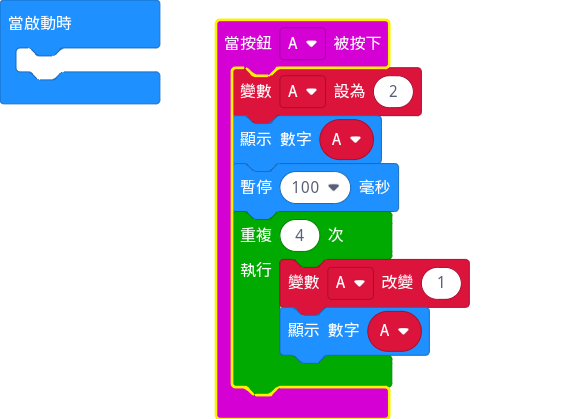 當啟動時
當按鈕 A 被按下
變數 A 設為 2
顯示 數字 A
暫停 100 毫秒
重複 4 次
執行
變數 A 改變 1
顯示 數字 A